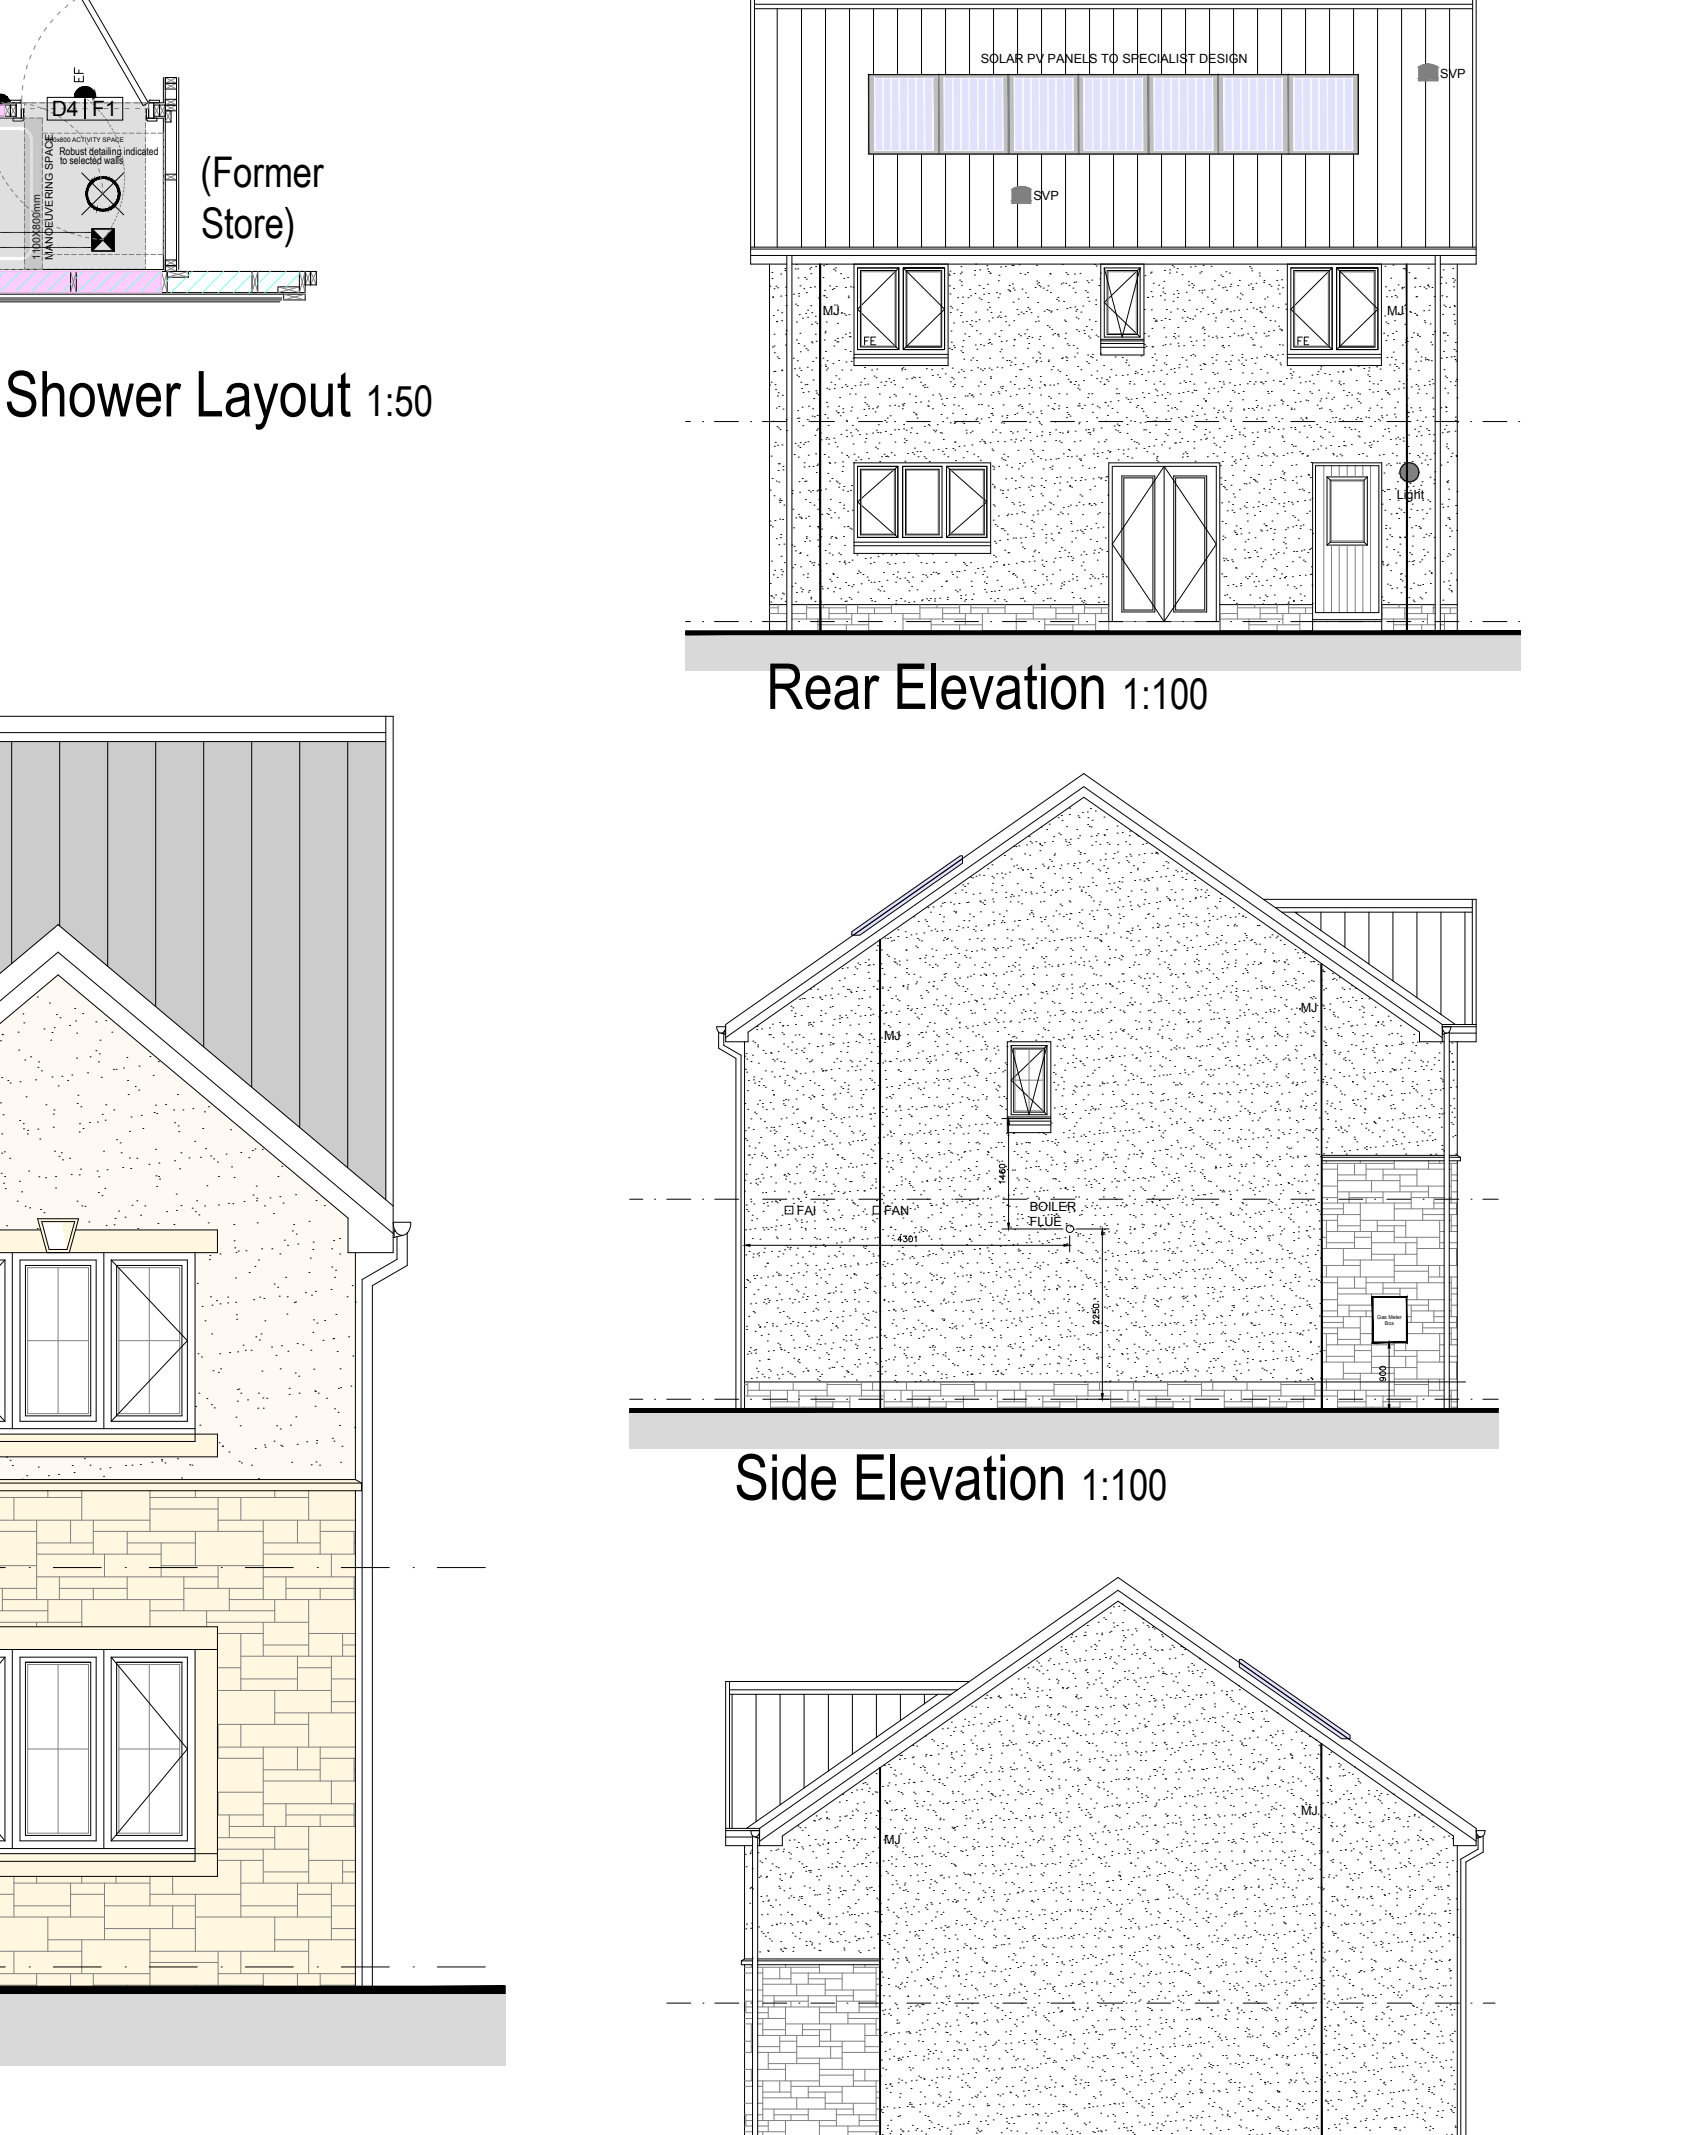 EF
D4 F1
ACTIVITY SPACE
Robust detailing indicated
to selected walls
1100X800mm
MANOEUVERING SPACE
(Former
Store)
Shower Layout 1:50
SOLAR PV PANELS TO SPECIALIST DESIGN
SVP
SVP
MJ
MJ
FE
FE
Light
Rear Elevation 1:100
MJ
MJ
1460
FAI
FAN
BOILER
FLUE
4301
2250
Gas Meter
Box
900
Side Elevation 1:100
MJ
MJ